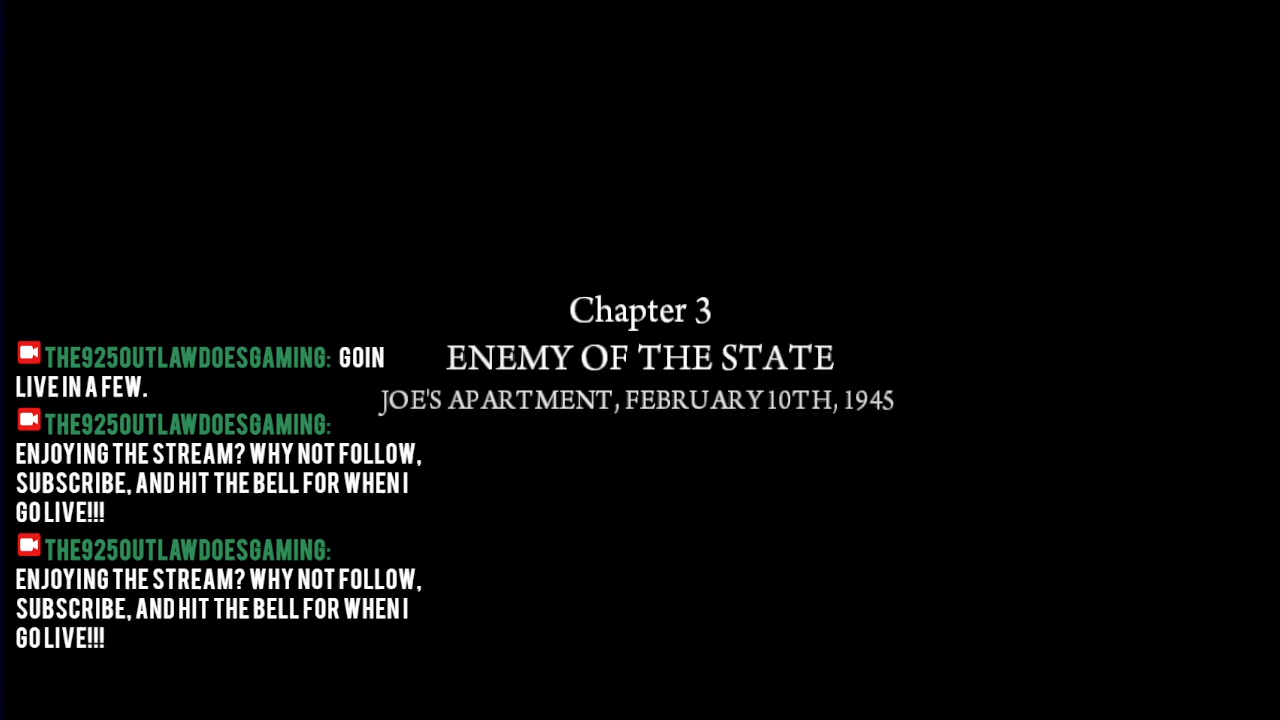 Chapter 3
ENEMY OF THE STATE
JOE'S APARTMENT, FEBRUARY 10TH, 1945
THE925OUTLAWDOESGAMING: GOIN
LIVE IN A FEW.
THE925OUTLAWDOESGAMING:
ENJOYING THE STREAM? WHY NOT FOLLOW,
SUBSCRIBE, AND HIT THE BELL FOR WHEN I
GO LIVE!!!
THE925OUTLAWDOESGAMING:
ENJOYING THE STREAM? WHY NOT FOLLOW,
SUBSCRIBE, AND HIT THE BELL FOR WHEN I
GO LIVE!!!